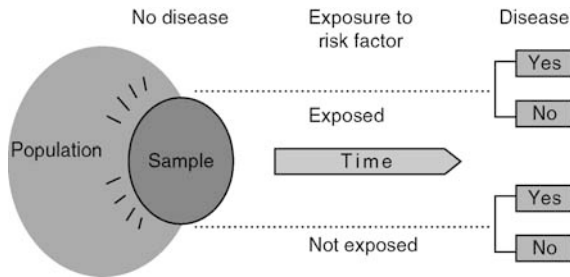 No disease
Exposure to
risk factor
Disease
Yes
Exposed
No
Population
Sample
Time
Yes
Not exposed
No